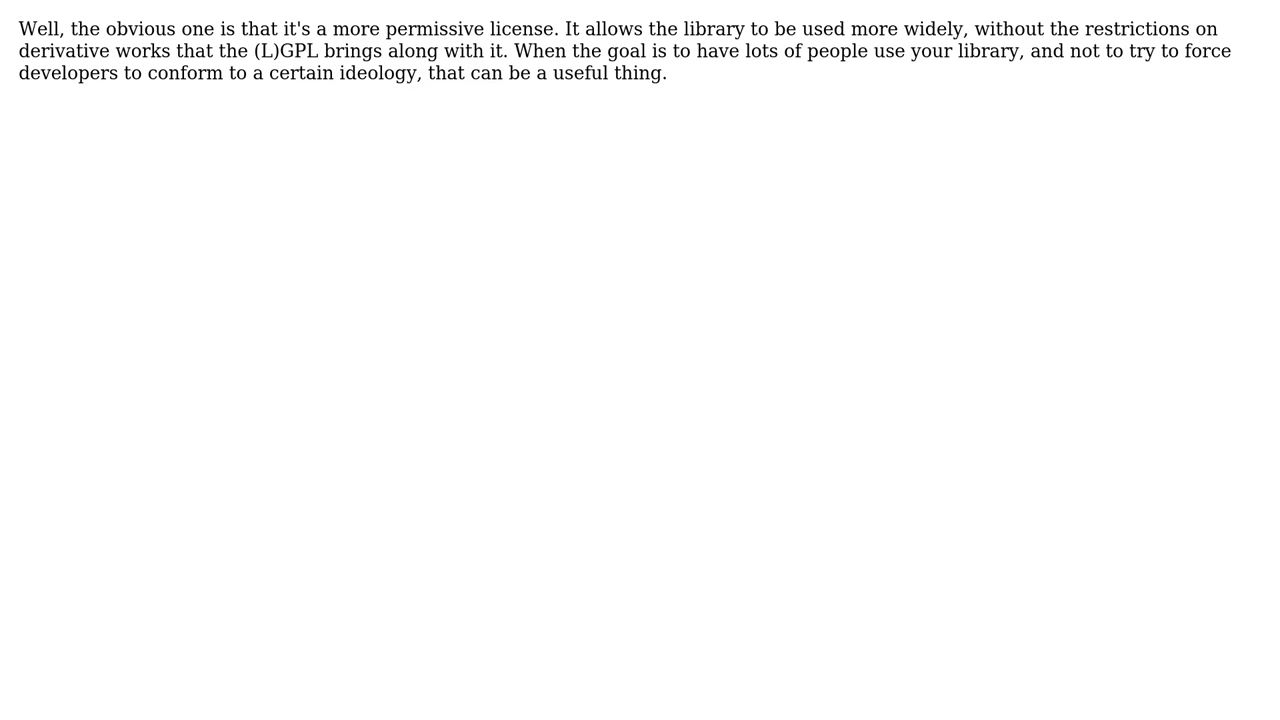 Well, the obvious one is that it's a more permissive license. It allows the library to be used more widely, without the restrictions on
derivative works that the (L)GPL brings along with it. When the goal is to have lots of people use your library, and not to try to force
developers to conform to a certain ideology, that can be a useful thing.